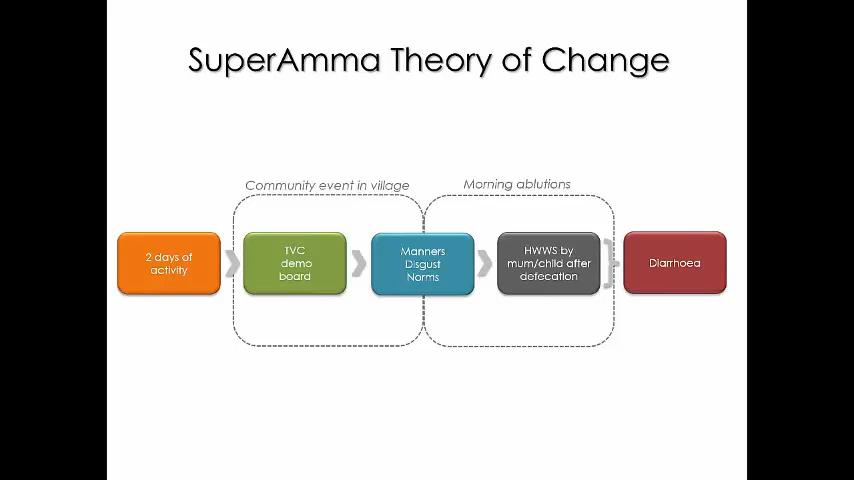 SuperAmma Theory of Change
Community event in village
Morning ablutions
2 days of
activity
TVC
demo
board
Manners
Disgust
Norms
HWWS by
mum/child after
defecation
Diarrhoea